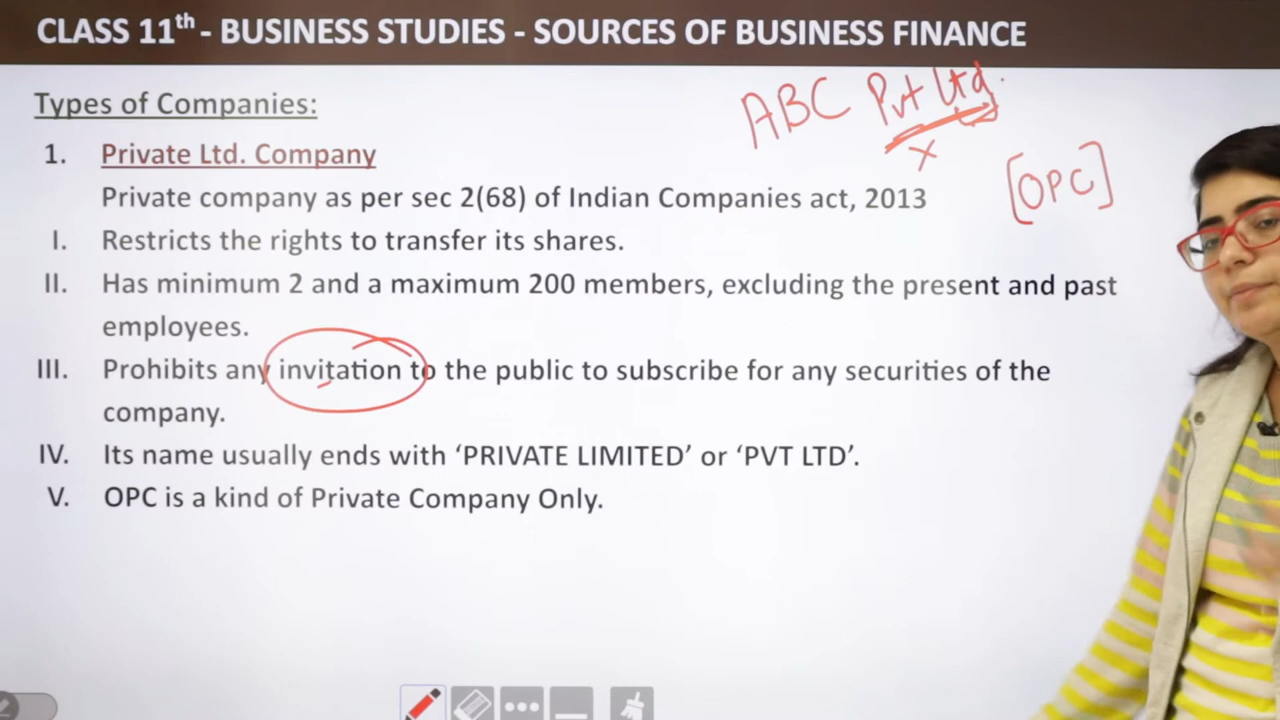 CLASS 11th - BUSINESS STUDIES - SOURCES OF BUSINESS FINANCE
ABC Pvt Ltd.
Types of Companies:
1. Private Ltd. Company
x
[OPC]
Private company as per sec 2(68) of Indian Companies act, 2013
I. Restricts the rights to transfer its shares.
II. Has minimum 2 and a maximum 200 members, excluding the present and past
employees.
III. Prohibits any invitation to the public to subscribe for any securities of the
company.
IV. Its name usually ends with ‘PRIVATE LIMITED’ or ‘PVT LTD’.
V. OPC is a kind of Private Company Only.